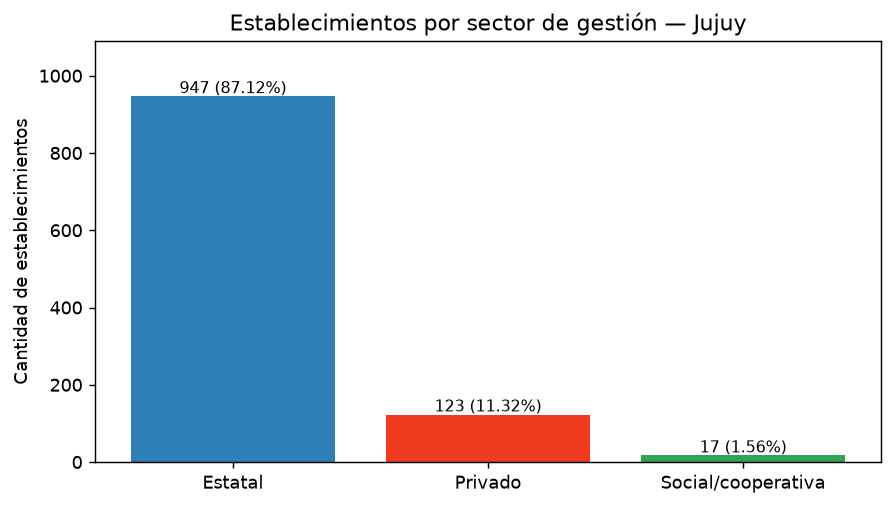 Establecimientos por sector de gestión — Jujuy
Cantidad de establecimientos
1000
800
600
400
200
0
947 (87.12%)
123 (11.32%)
17 (1.56%)
Estatal
Privado
Social/cooperativa